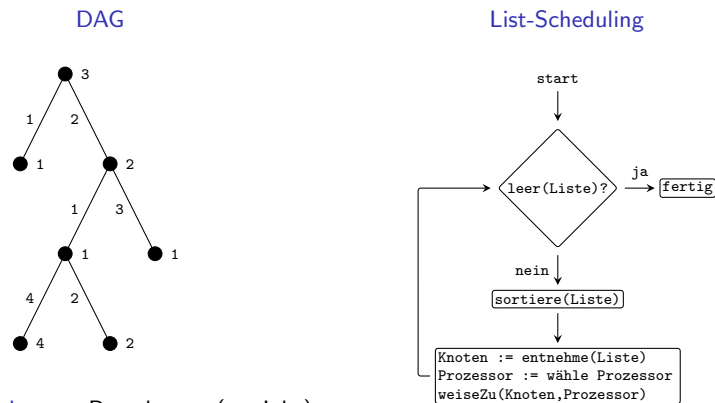 DAG
3
1
2
1
2
1
3
1
1
4
2
4
2
List-Scheduling
start
leer(Liste)?
ja
fertig
nein
sortiere(Liste)
Knoten := entnehme(Liste)
Prozessor := wähle Prozessor
weiseZu(Knoten,Prozessor)